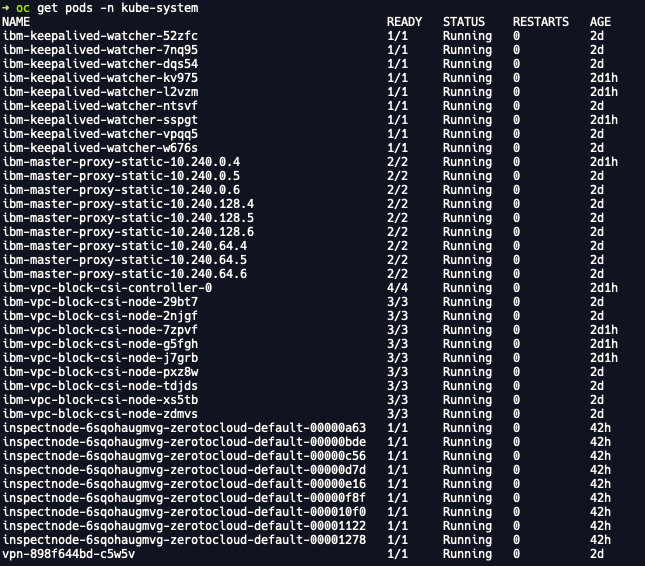 ➜ oc get pods -n kube-system
NAME READY STATUS RESTARTS AGE
ibm-keepalived-watcher-52zfc 1/1 Running 0 2d
ibm-keepalived-watcher-7nq95 1/1 Running 0 2d
ibm-keepalived-watcher-dqs54 1/1 Running 0 2d
ibm-keepalived-watcher-kv975 1/1 Running 0 2d1h
ibm-keepalived-watcher-l2vzm 1/1 Running 0 2d1h
ibm-keepalived-watcher-ntsvf 1/1 Running 0 2d
ibm-keepalived-watcher-sspgt 1/1 Running 0 2d1h
ibm-keepalived-watcher-vpqq5 1/1 Running 0 2d
ibm-keepalived-watcher-w676s 1/1 Running 0 2d
ibm-master-proxy-static-10.240.0.4 2/2 Running 0 2d1h
ibm-master-proxy-static-10.240.0.5 2/2 Running 0 2d
ibm-master-proxy-static-10.240.0.6 2/2 Running 0 2d
ibm-master-proxy-static-10.240.128.4 2/2 Running 0 2d
ibm-master-proxy-static-10.240.128.5 2/2 Running 0 2d
ibm-master-proxy-static-10.240.128.6 2/2 Running 0 2d
ibm-master-proxy-static-10.240.64.4 2/2 Running 0 2d
ibm-master-proxy-static-10.240.64.5 2/2 Running 0 2d
ibm-master-proxy-static-10.240.64.6 2/2 Running 0 2d
ibm-vpc-block-csi-controller-0 4/4 Running 0 2d1h
ibm-vpc-block-csi-node-29bt7 3/3 Running 0 2d
ibm-vpc-block-csi-node-2njgf 3/3 Running 0 2d
ibm-vpc-block-csi-node-7zpvf 3/3 Running 0 2d1h
ibm-vpc-block-csi-node-g5fgh 3/3 Running 0 2d1h
ibm-vpc-block-csi-node-j7grb 3/3 Running 0 2d1h
ibm-vpc-block-csi-node-pxz8w 3/3 Running 0 2d
ibm-vpc-block-csi-node-tdjds 3/3 Running 0 2d
ibm-vpc-block-csi-node-xs5tb 3/3 Running 0 2d
ibm-vpc-block-csi-node-zdmvs 3/3 Running 0 2d
inspectnode-6sqohaugmvg-zerotocloud-default-00000a63 1/1 Running 0 42h
inspectnode-6sqohaugmvg-zerotocloud-default-00000bde 1/1 Running 0 42h
inspectnode-6sqohaugmvg-zerotocloud-default-00000c56 1/1 Running 0 42h
inspectnode-6sqohaugmvg-zerotocloud-default-00000d7d 1/1 Running 0 42h
inspectnode-6sqohaugmvg-zerotocloud-default-00000e16 1/1 Running 0 42h
inspectnode-6sqohaugmvg-zerotocloud-default-00000f8f 1/1 Running 0 42h
inspectnode-6sqohaugmvg-zerotocloud-default-000010f0 1/1 Running 0 42h
inspectnode-6sqohaugmvg-zerotocloud-default-00001122 1/1 Running 0 42h
inspectnode-6sqohaugmvg-zerotocloud-default-00001278 1/1 Running 0 42h
vpn-898f644bd-c5w5v 1/1 Running 0 2d